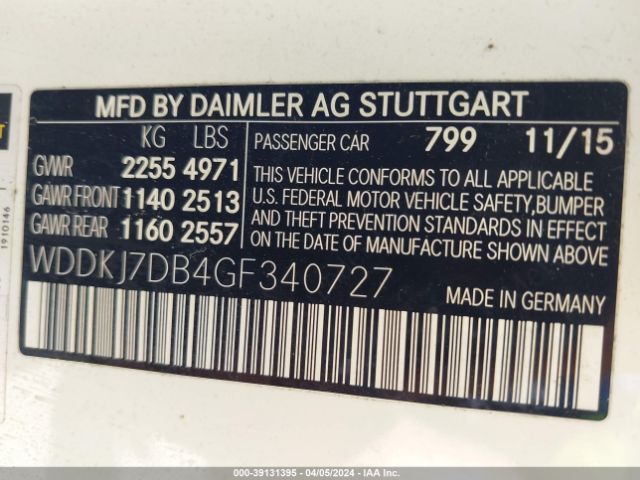 MFD BY DAIMLER AG STUTTGART
KG LBS
GWR 2255 4971
GAWR FRONT 1140 2513
GAWR REAR 1160 2557
PASSENGER CAR 799 11/15
THIS VEHICLE CONFORMS TO ALL APPLICABLE
U.S. FEDERAL MOTOR VEHICLE SAFETY,BUMPER
AND THEFT PREVENTION STANDARDS IN EFFECT
ON THE DATE OF MANUFACTURE SHOWN ABOVE
WDDKJ7DB4GF340727
MADE IN GERMANY
1910146
000-39131395 - 04/05/2024 - IAA Inc.